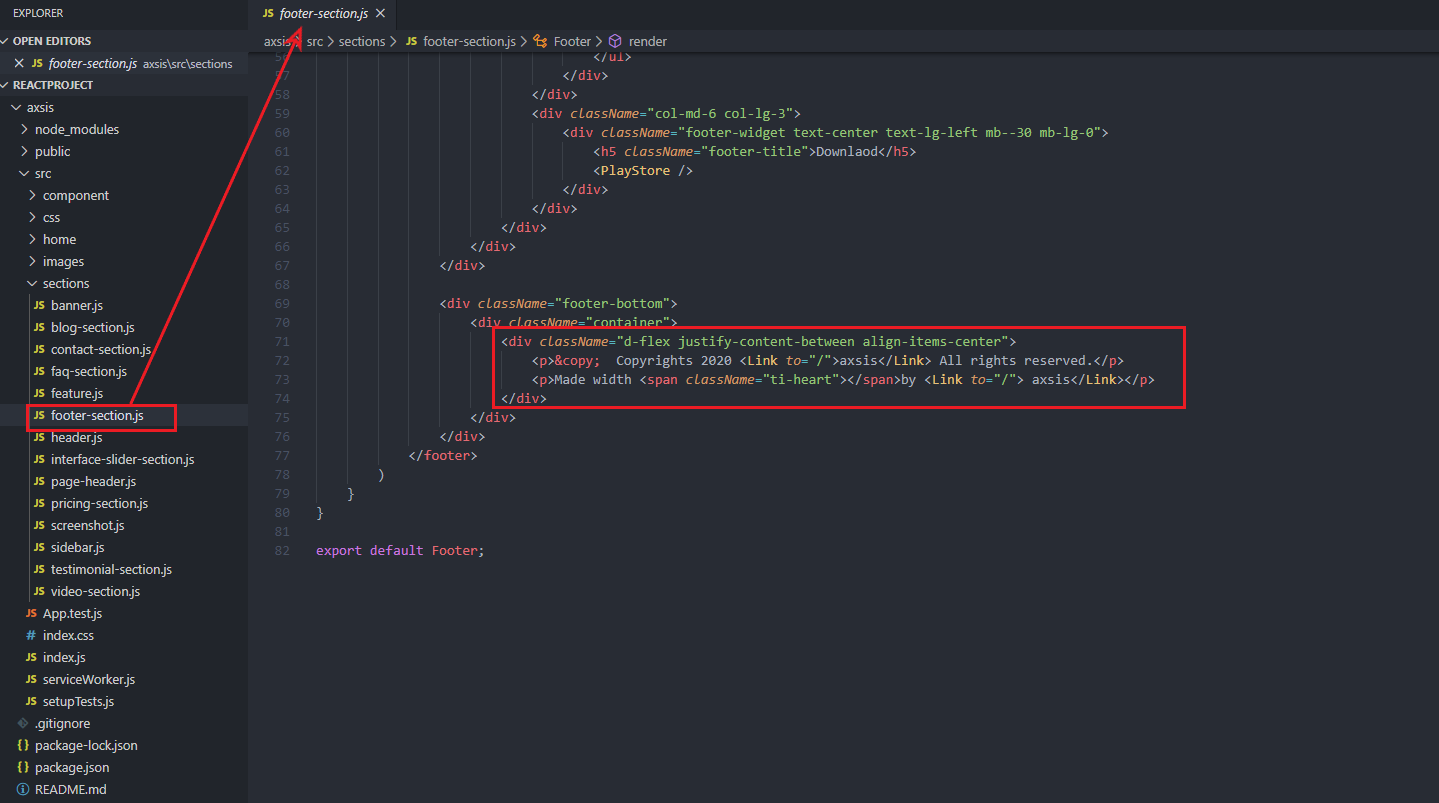 EXPLORER
OPEN EDITORS
JS footer-section.js axsis\src\sections
REACTPROJECT
axsis
node_modules
public
src
component
css
home
images
sections
JS banner.js
JS blog-section.js
JS contact-section.js
JS faq-section.js
JS feature.js
JS footer-section.js
JS header.js
JS interface-slider-section.js
JS page-header.js
JS pricing-section.js
JS screenshot.js
JS sidebar.js
JS testimonial-section.js
JS video-section.js
JS App.test.js
# index.css
JS index.js
JS serviceWorker.js
JS setupTests.js
.gitignore
{} package-lock.json
{} package.json
README.md
JS footer-section.js
axsis > src > sections > JS footer-section.js > Footer > render
56 </ul>
57 </div>
58 </div>
59 <div className="col-md-6 col-lg-3">
60 <div className="footer-widget text-center text-lg-left mb--30 mb-lg-0">
61 <h5 className="footer-title">Downlaod</h5>
62 <PlayStore />
63 </div>
64 </div>
65 </div>
66 </div>
67 </div>
68
69 <div className="footer-bottom">
70 <div className="container">
71 <div className="d-flex justify-content-between align-items-center">
72 <p>&copy;  Copyrights 2020 <Link to="/">axsis</Link> All rights reserved.</p>
73 <p>Made width <span className="ti-heart"></span>by <Link to="/"> axsis</Link></p>
74 </div>
75 </div>
76 </div>
77 </footer>
78 )
79 }
80 }
81
82 export default Footer;